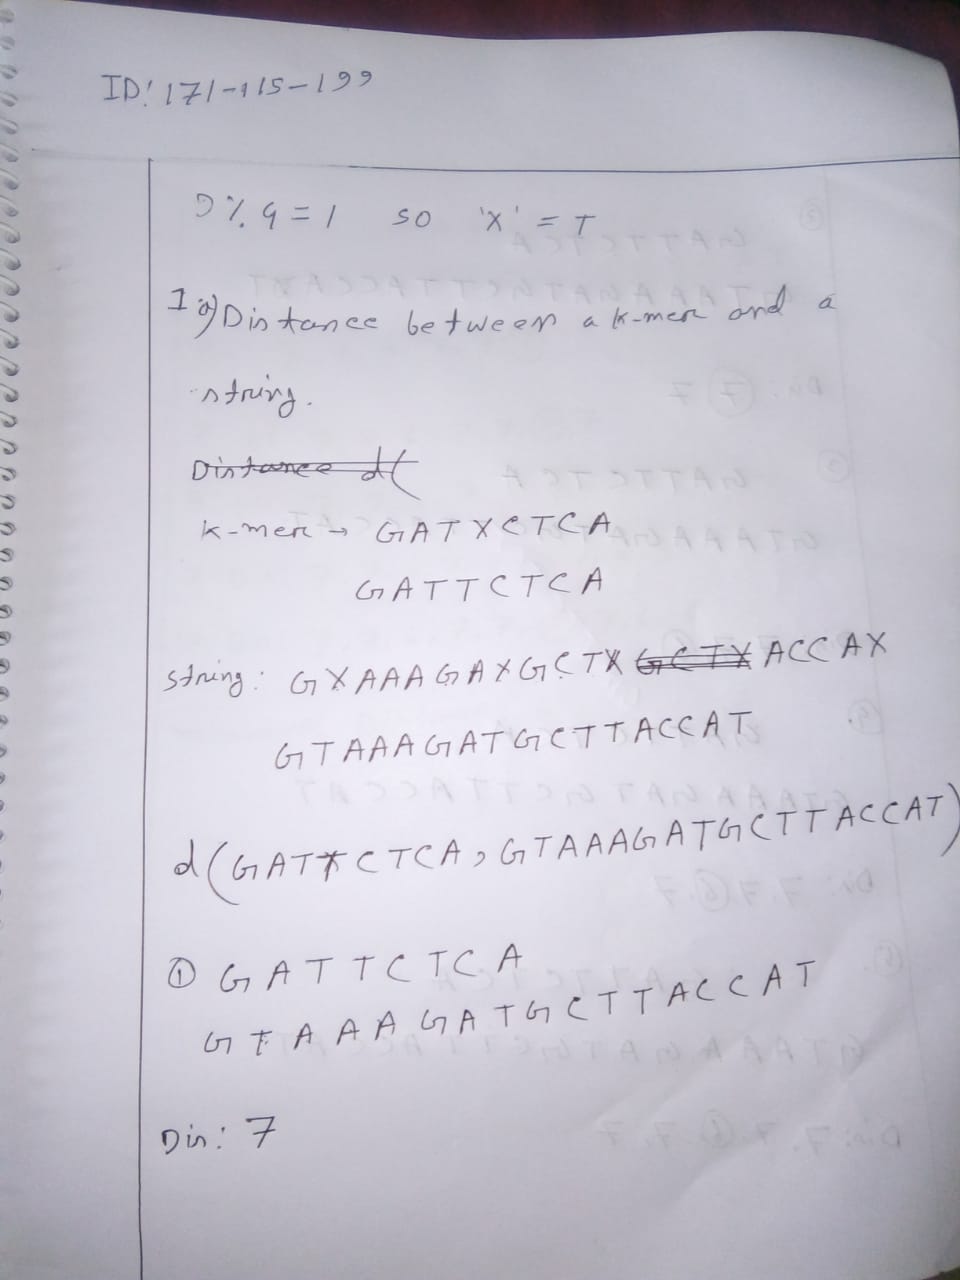 ID: 171-115-199
9 % 4 = 1 so 'X' = T
1 a) Distance between a k-mer and a
string.
Distance d(
k-mer → GATXCTCA
GATTCTCA
string: GXAAAGAXGCTX GCTX ACCAX
GTAAAGATGCTTACCAT
d(GATTCTCA, GTAAAGATGCTTACCAT)
① GATTCTCA
GTAAAGATGCTTACCAT
Dis: 7